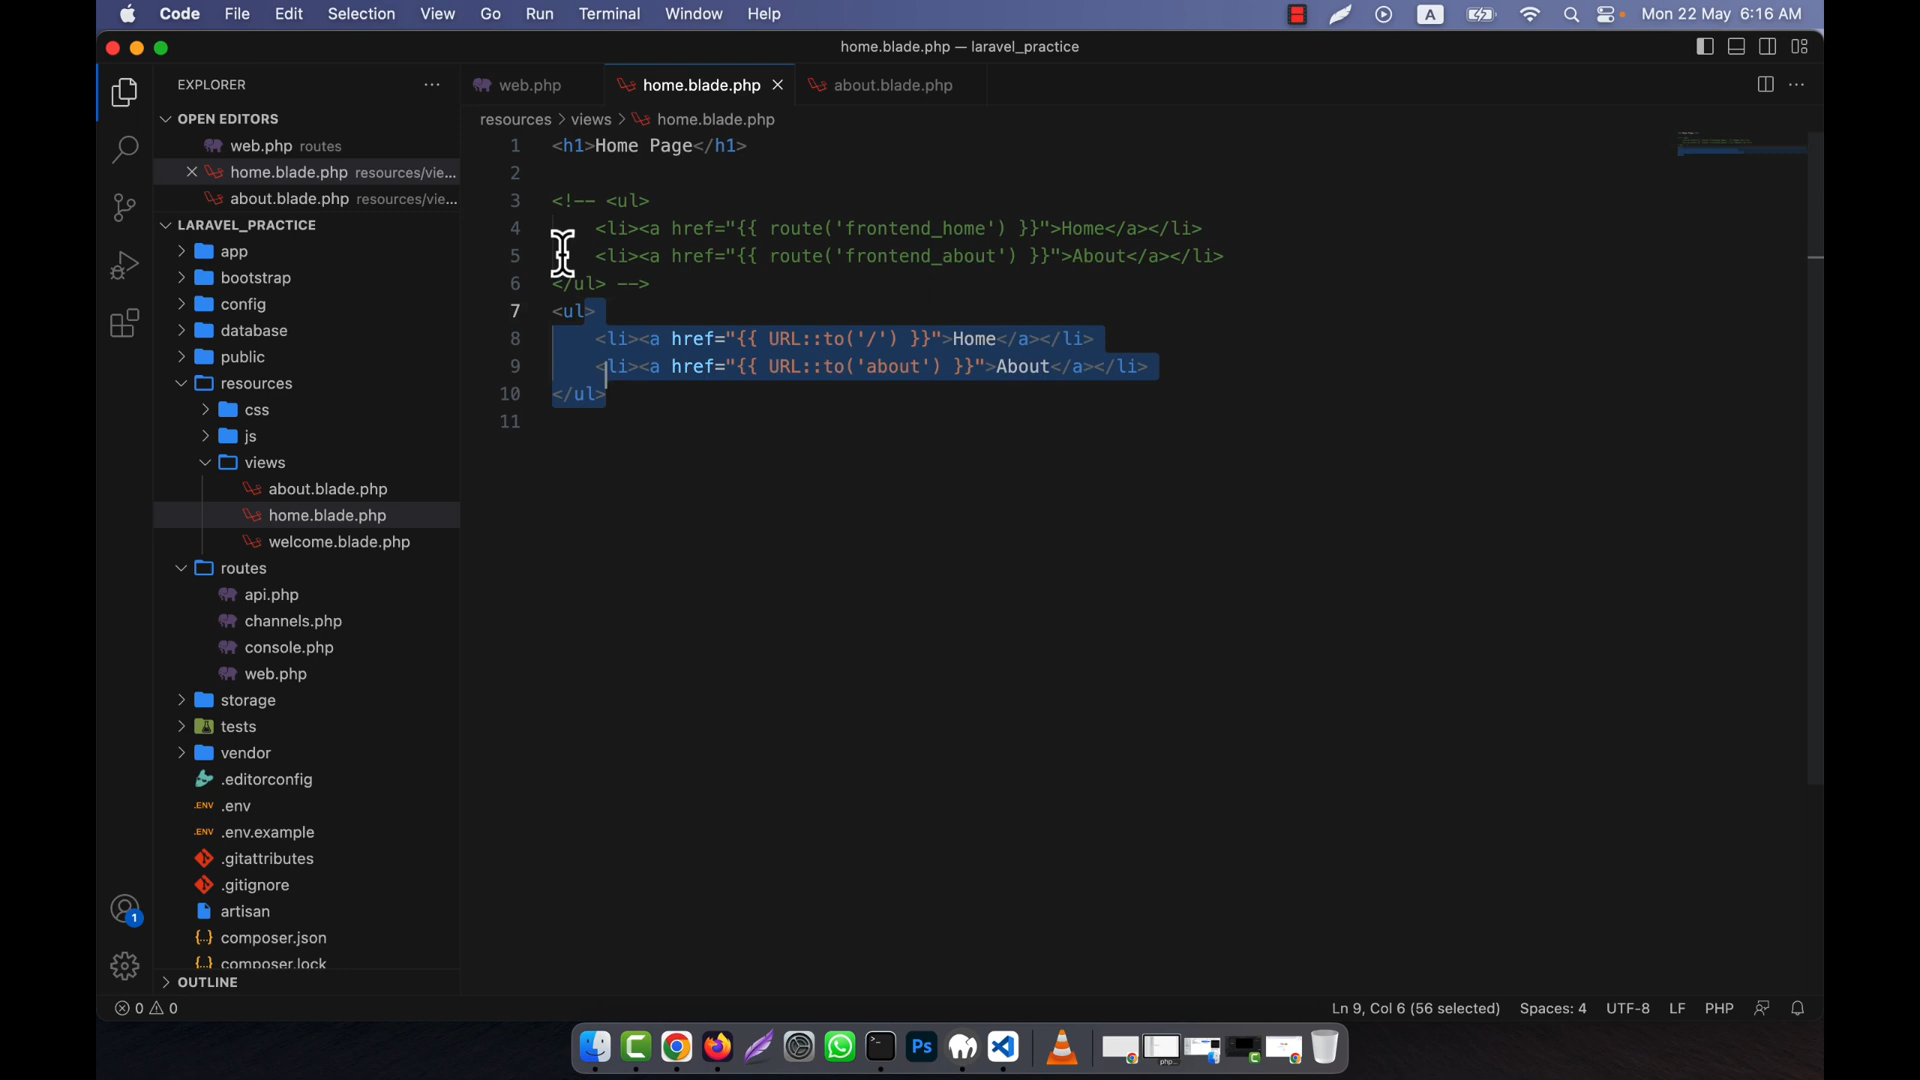 Code File Edit Selection View Go Run Terminal Window Help A Mon 22 May 6:16 AM
home.blade.php — laravel_practice
EXPLORER
web.php
home.blade.php
about.blade.php
OPEN EDITORS
web.php routes
home.blade.php resources/vie...
about.blade.php resources/vie...
LARAVEL_PRACTICE
app
bootstrap
config
database
public
resources
css
js
views
about.blade.php
home.blade.php
welcome.blade.php
routes
api.php
channels.php
console.php
web.php
storage
tests
vendor
.editorconfig
.ENV .env
.ENV .env.example
.gitattributes
.gitignore
artisan
{..} composer.json
{..} composer.lock
OUTLINE
1
resources > views > home.blade.php
1 <h1>Home Page</h1>
2
3 <!-- <ul>
4 <li><a href="{{ route('frontend_home') }}">Home</a></li>
5 <li><a href="{{ route('frontend_about') }}">About</a></li>
6 </ul> -->
7 <ul>
8 <li><a href="{{ URL::to('/') }}">Home</a></li>
9 <li><a href="{{ URL::to('about') }}">About</a></li>
10 </ul>
11
0 0
Ln 9, Col 6 (56 selected) Spaces: 4 UTF-8 LF PHP
Ps